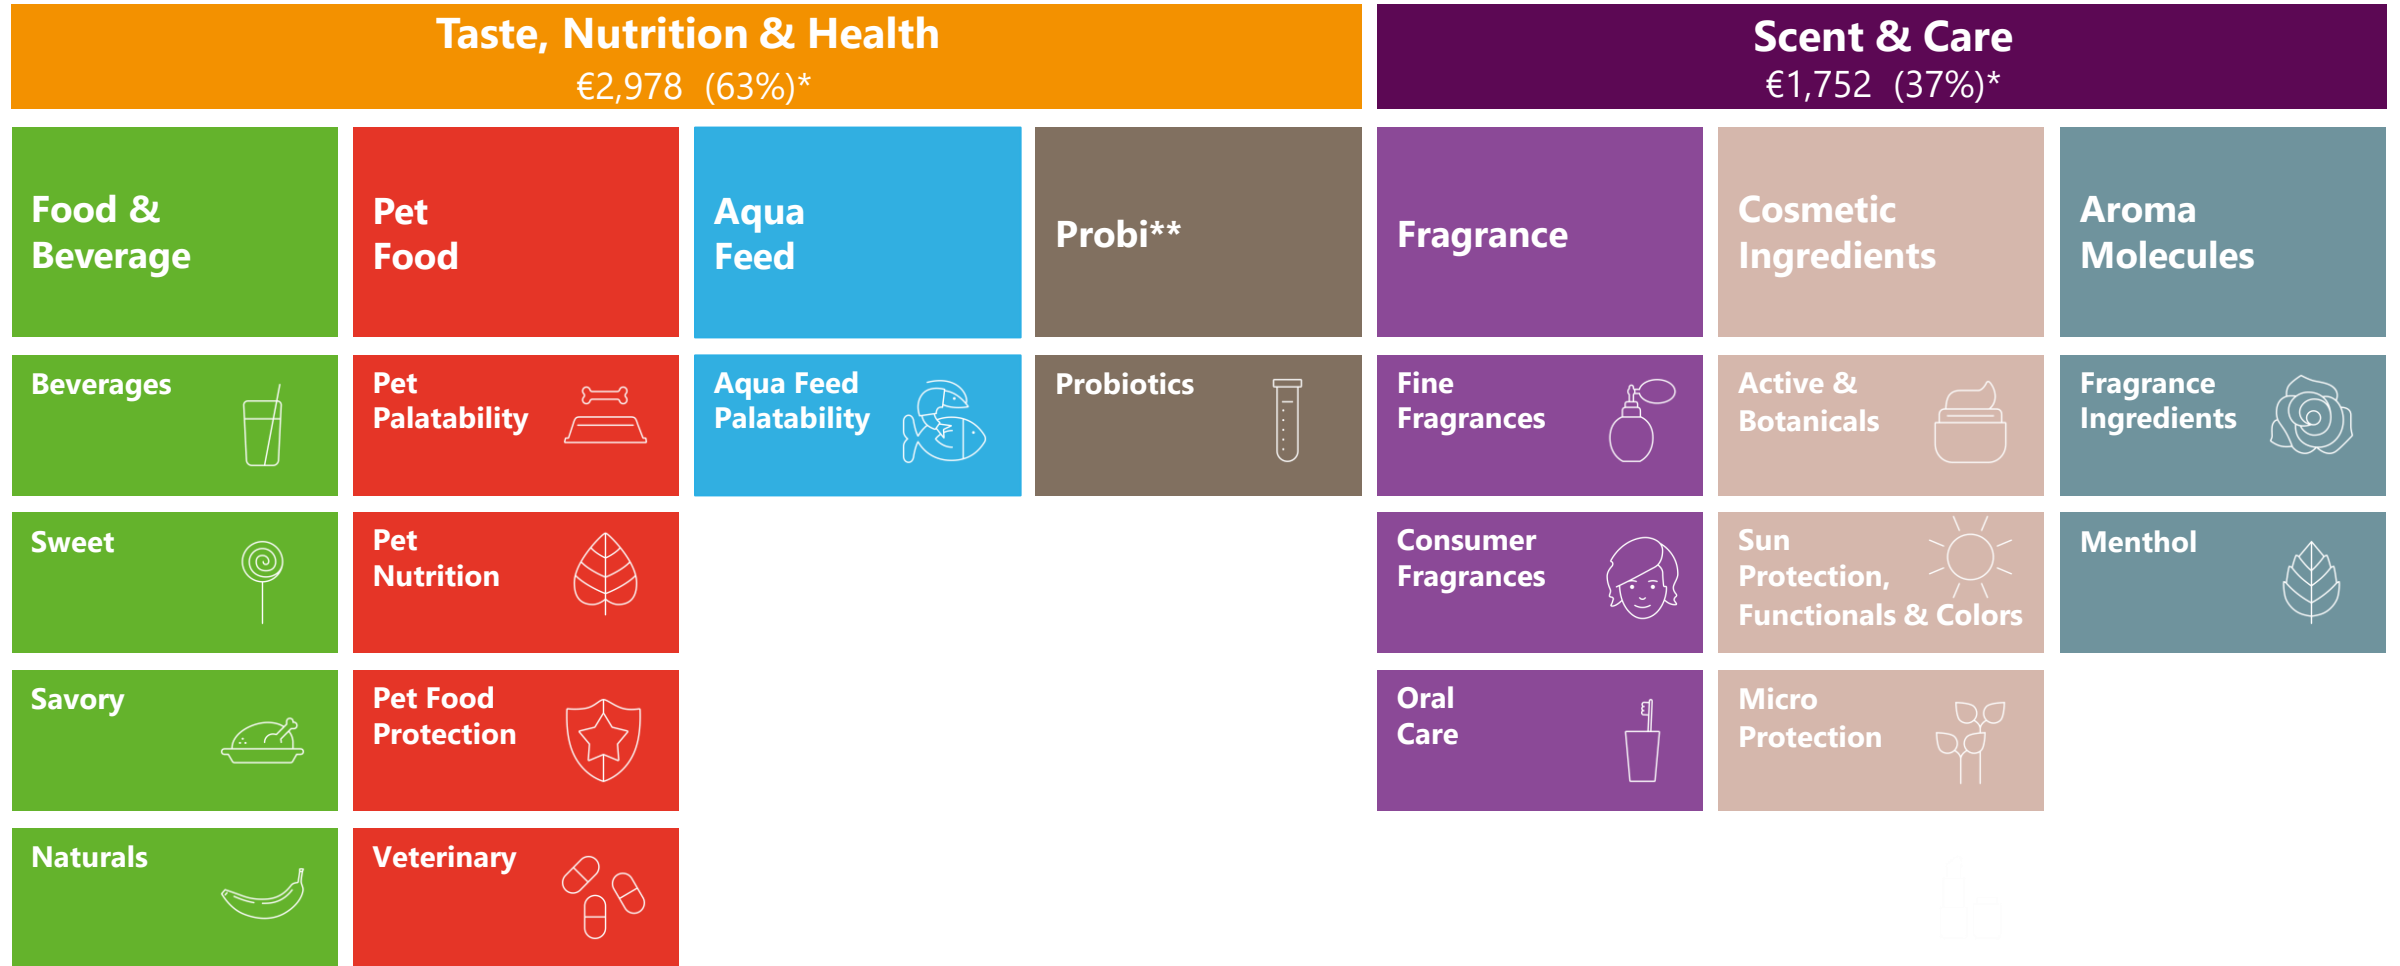 Taste, Nutrition & Health
€2,978 (63%)*
Scent & Care
€1,752 (37%)*
Food &
Beverage
Pet
Food
Aqua
Feed
Probi**
Fragrance
Cosmetic
Ingredients
Aroma
Molecules
Beverages
Pet
Palatability
Aqua Feed
Palatability
Probiotics
Fine
Fragrances
Active &
Botanicals
Fragrance
Ingredients
Sweet
Pet
Nutrition
Consumer
Fragrances
Sun
Protection,
Functionals & Colors
Menthol
Savory
Pet Food
Protection
Oral
Care
Micro
Protection
Naturals
Veterinary